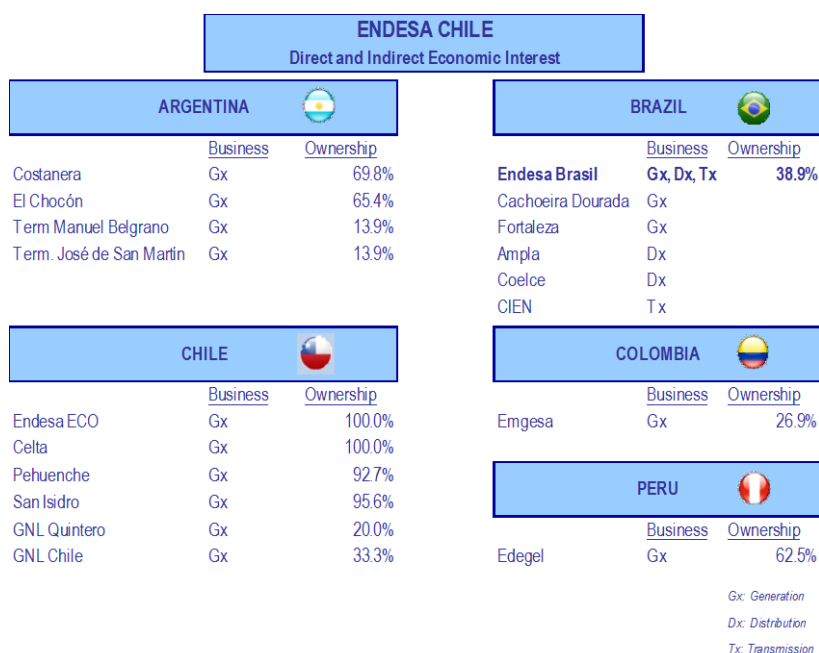 ENDESA CHILE
Direct and Indirect Economic Interest
ARGENTINA
Business Ownership
Costanera Gx 69.8%
El Chocón Gx 65.4%
Term Manuel Belgrano Gx 13.9%
Term. José de San Martin Gx 13.9%
BRAZIL
Business Ownership
Endesa Brasil Gx, Dx, Tx 38.9%
Cachoeira Dourada Gx
Fortaleza Gx
Ampla Dx
Coelce Dx
CIEN Tx
CHILE
Business Ownership
Endesa ECO Gx 100.0%
Celta Gx 100.0%
Pehuenche Gx 92.7%
San Isidro Gx 95.6%
GNL Quintero Gx 20.0%
GNL Chile Gx 33.3%
COLOMBIA
Business Ownership
Emgesa Gx 26.9%
PERU
Business Ownership
Edegel Gx 62.5%
Gx: Generation
Dx: Distribution
Tx: Transmission